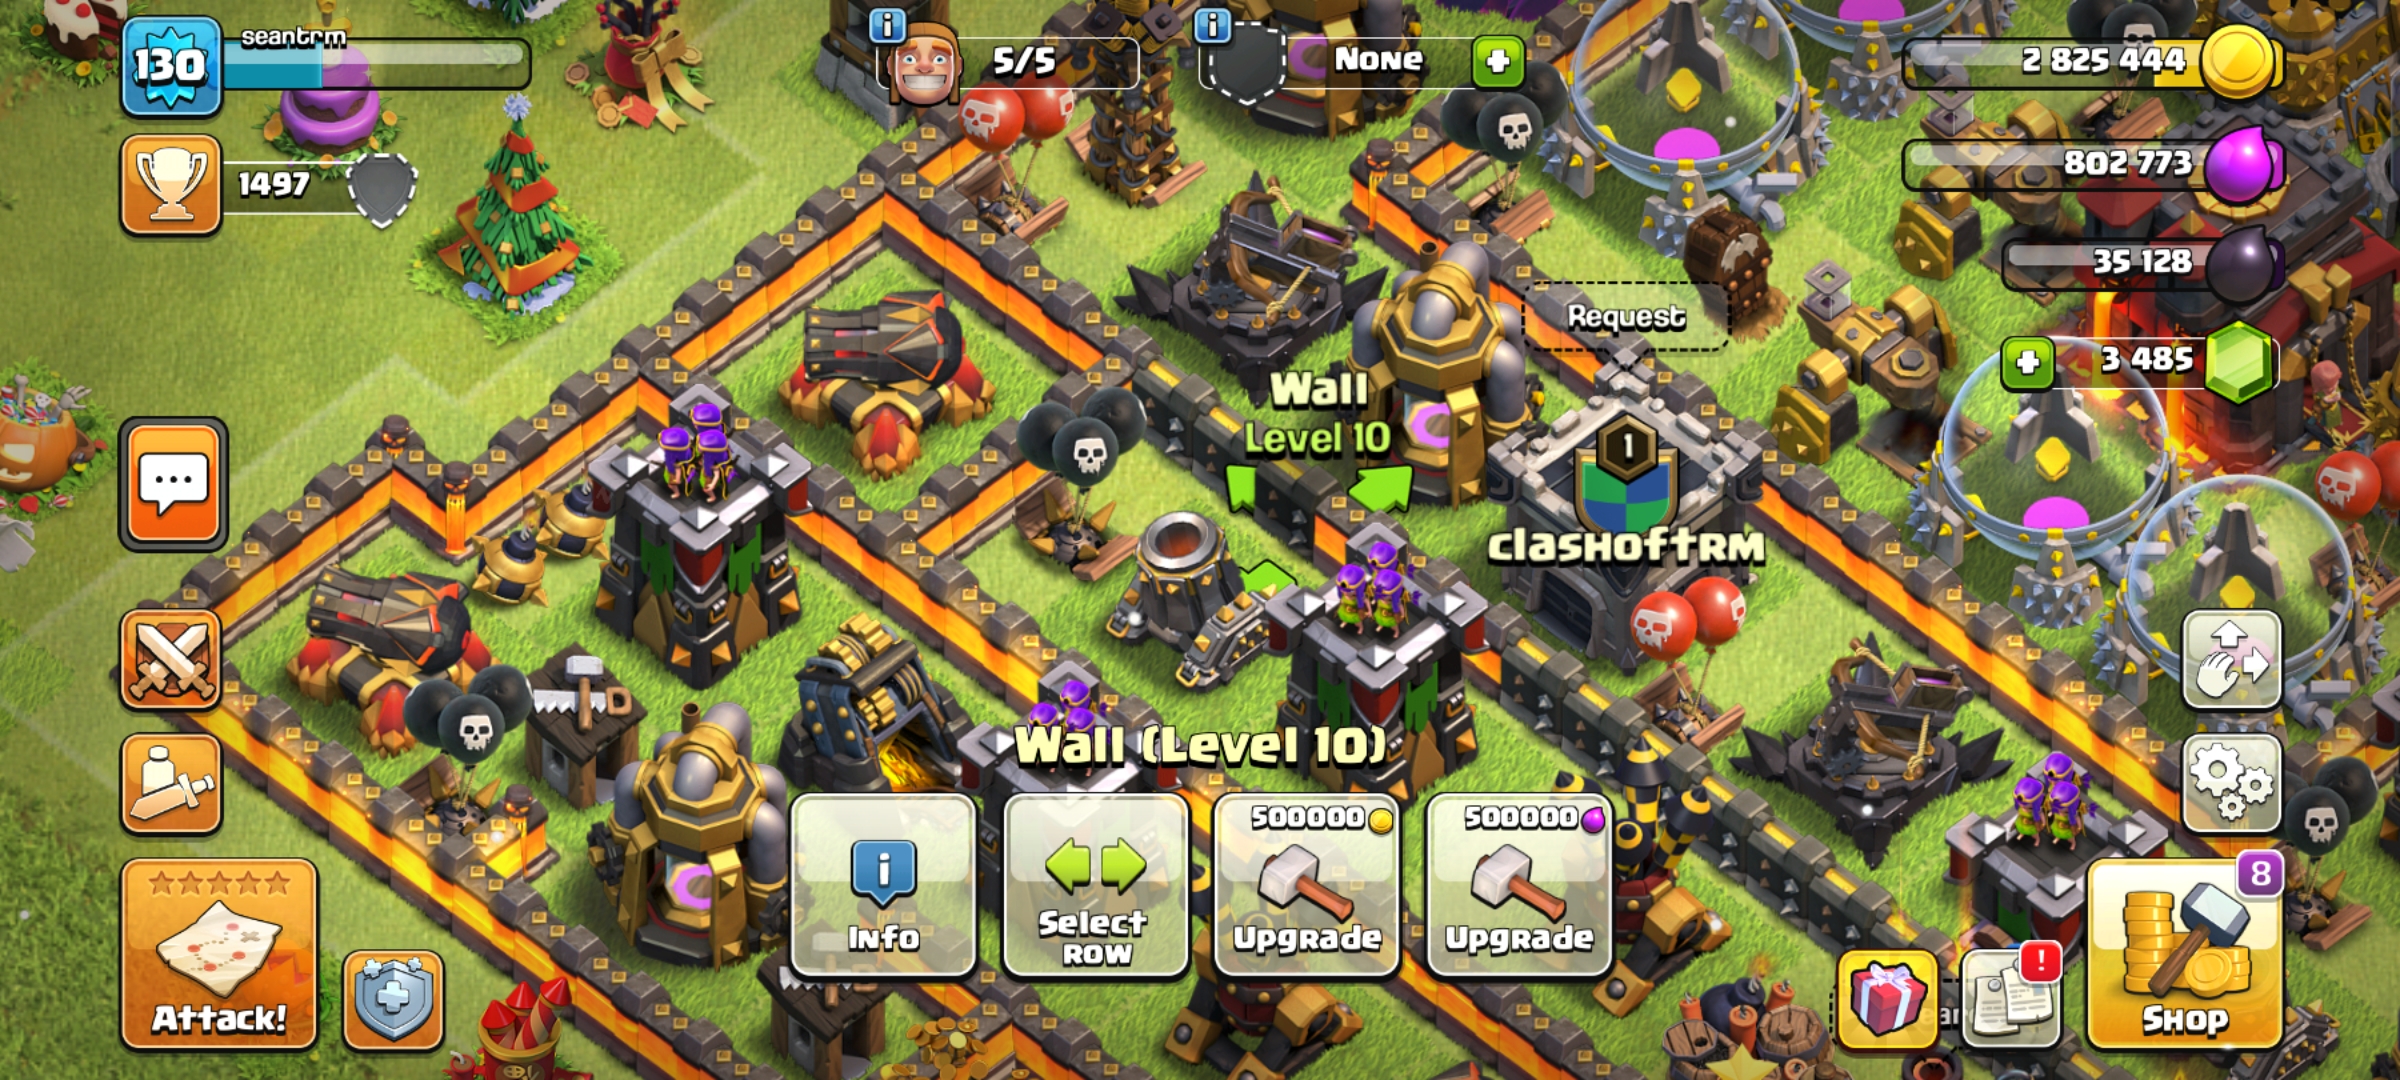 130
seantrm
5/5
None
2 825 444
1497
802 773
35 128
Request
3 485
Wall
Level 10
1
clashoftRM
Wall (Level 10)
500000
500000
8
Info
Select
Row
Upgrade
Upgrade
Attack!
!
Shop